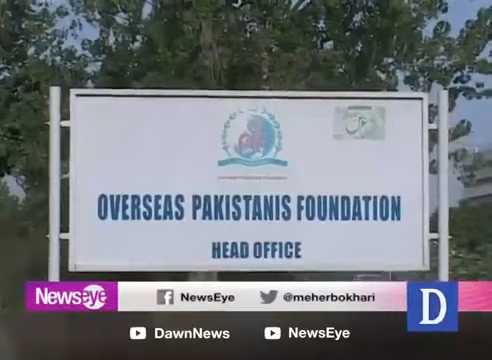 OVERSEAS PAKISTANIS FOUNDATION
HEAD OFFICE
Newseye
NewsEye
@meherbokhari
D
DawnNews
NewsEye